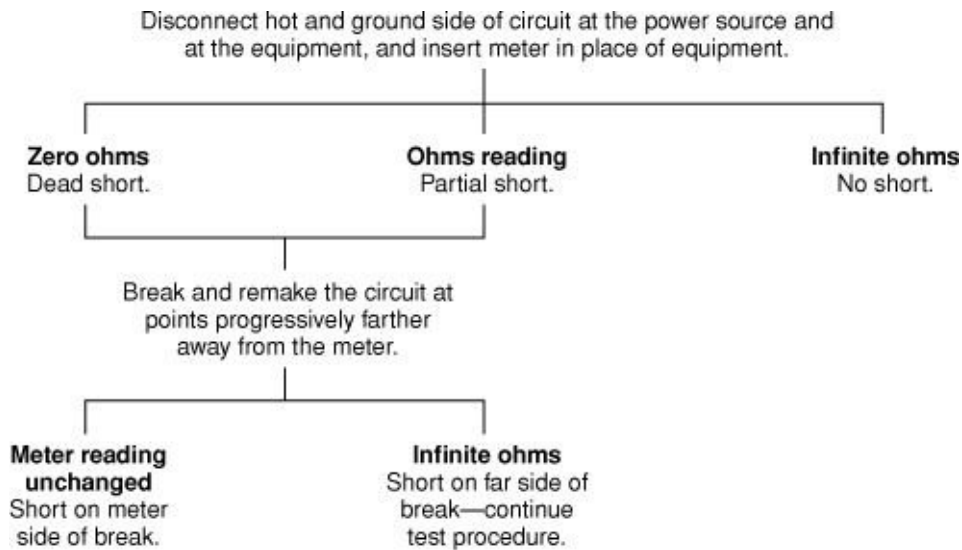 Disconnect hot and ground side of circuit at the power source and
at the equipment, and insert meter in place of equipment.
Zero ohms
Dead short.
Ohms reading
Partial short.
Infinite ohms
No short.
Break and remake the circuit at
points progressively farther
away from the meter.
Meter reading
unchanged
Short on meter
side of break.
Infinite ohms
Short on far side of
break—continue
test procedure.